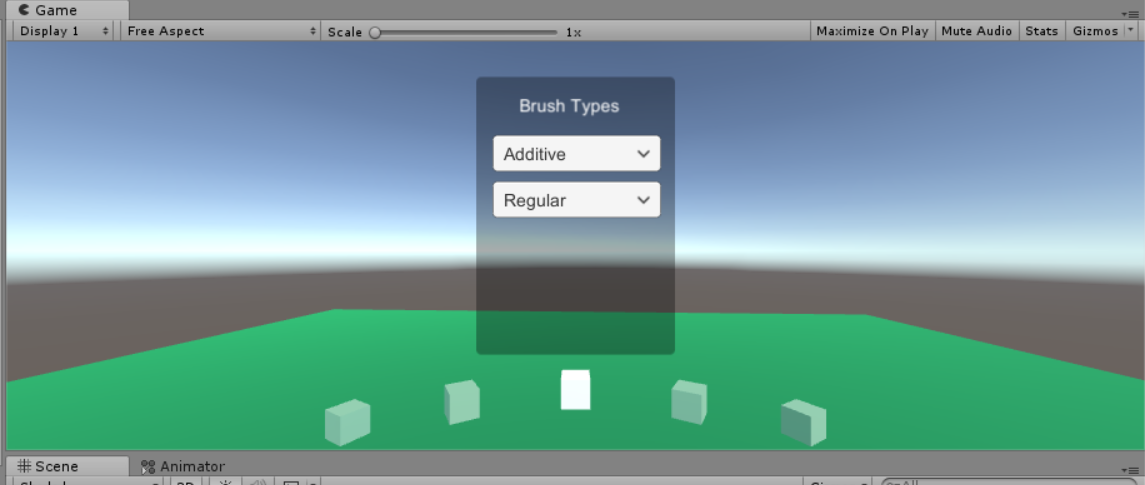 Game
Display 1 Free Aspect Scale 1x Maximize On Play Mute Audio Stats Gizmos
Brush Types
Additive
Regular
Scene Animator